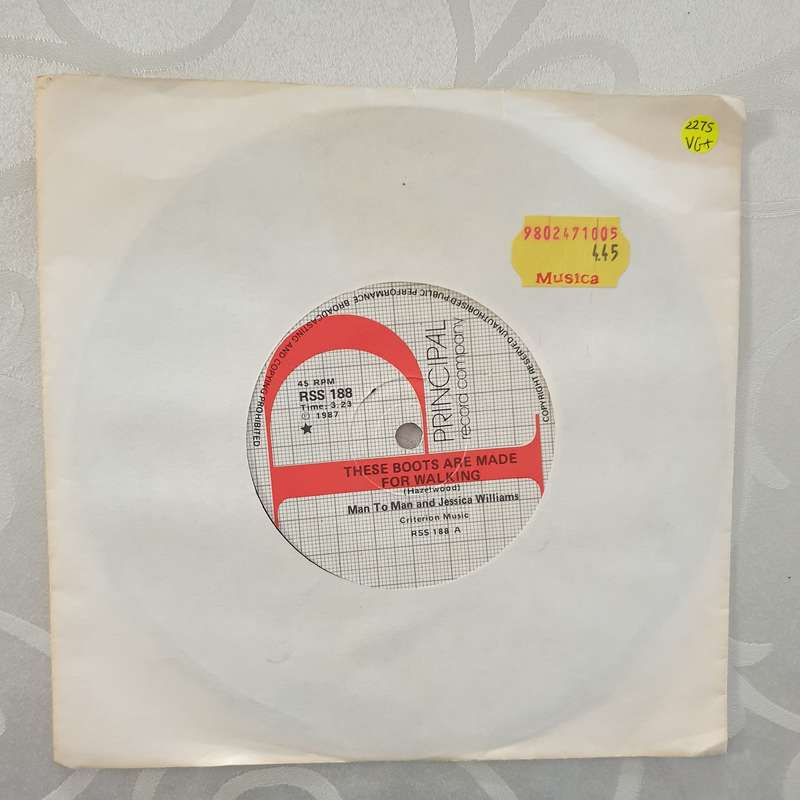 2275
VG+
9802471005
4.45
Musica
COPYRIGHT RESERVED UNAUTHORISED PUBLIC PERFORMANCE BROADCASTING AND COPYING PROHIBITED
PRINCIPAL
record company
45 RPM
RSS 188
Time: 3.23
℗ 1987
★
THESE BOOTS ARE MADE
FOR WALKING
(Hazelwood)
Man To Man and Jessica Williams
Criterion Music
RSS 188 A